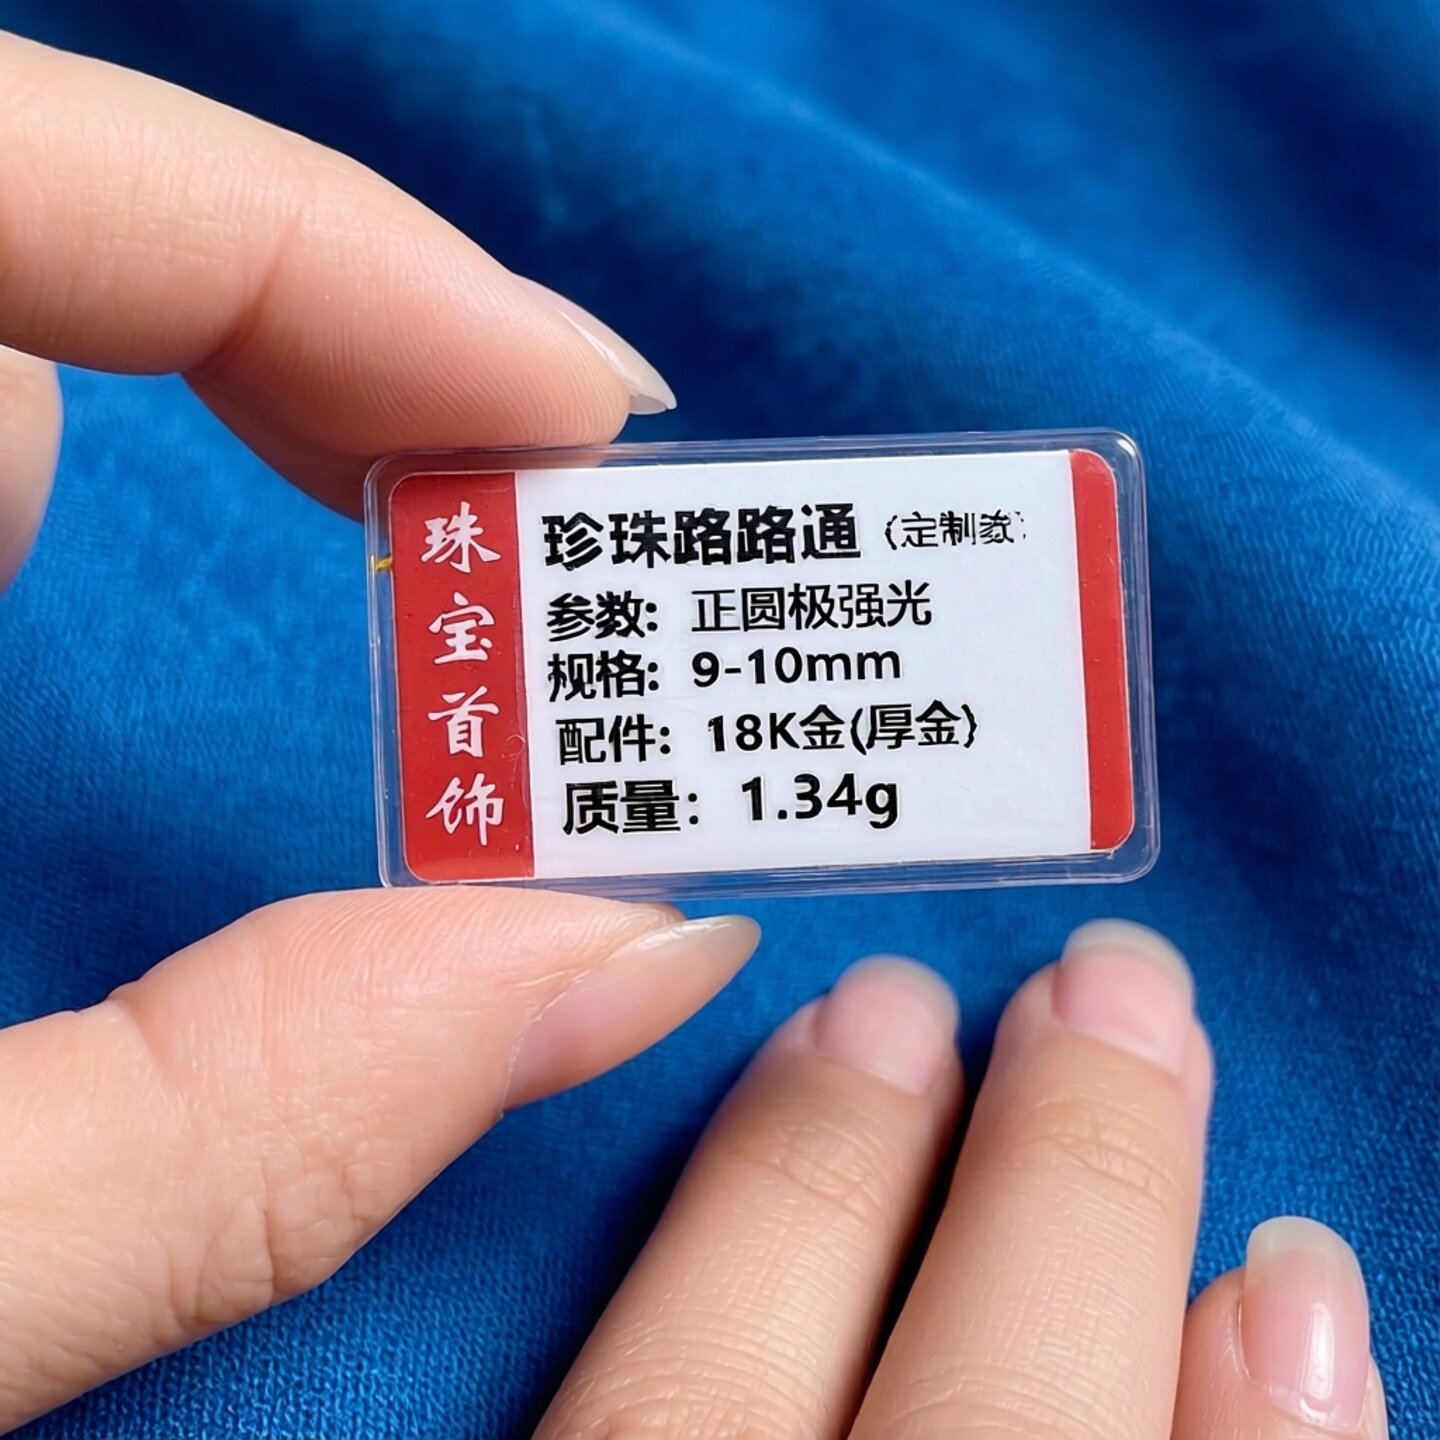 珠宝首饰
珍珠路路通（定制款）
参数：正圆极强光
规格：9-10mm
配件：18K金(厚金)
质量：1.34g